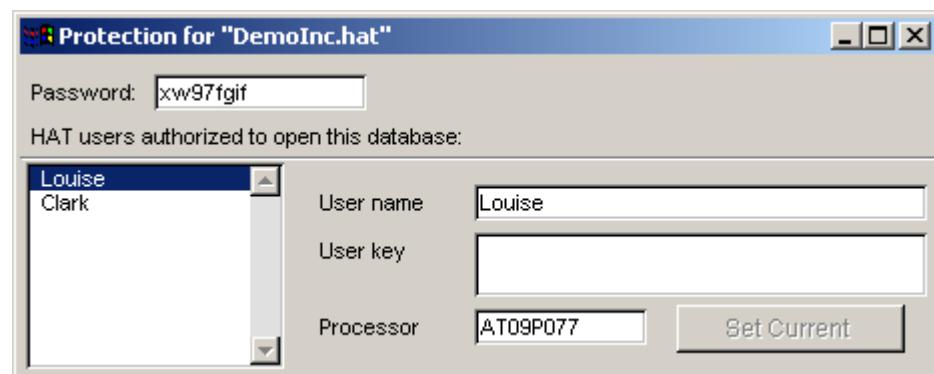 Protection for "DemoInc.hat"
Password: xw97fgif
HAT users authorized to open this database:
Louise
Clark
User name Louise
User key
Processor AT09P077 Set Current